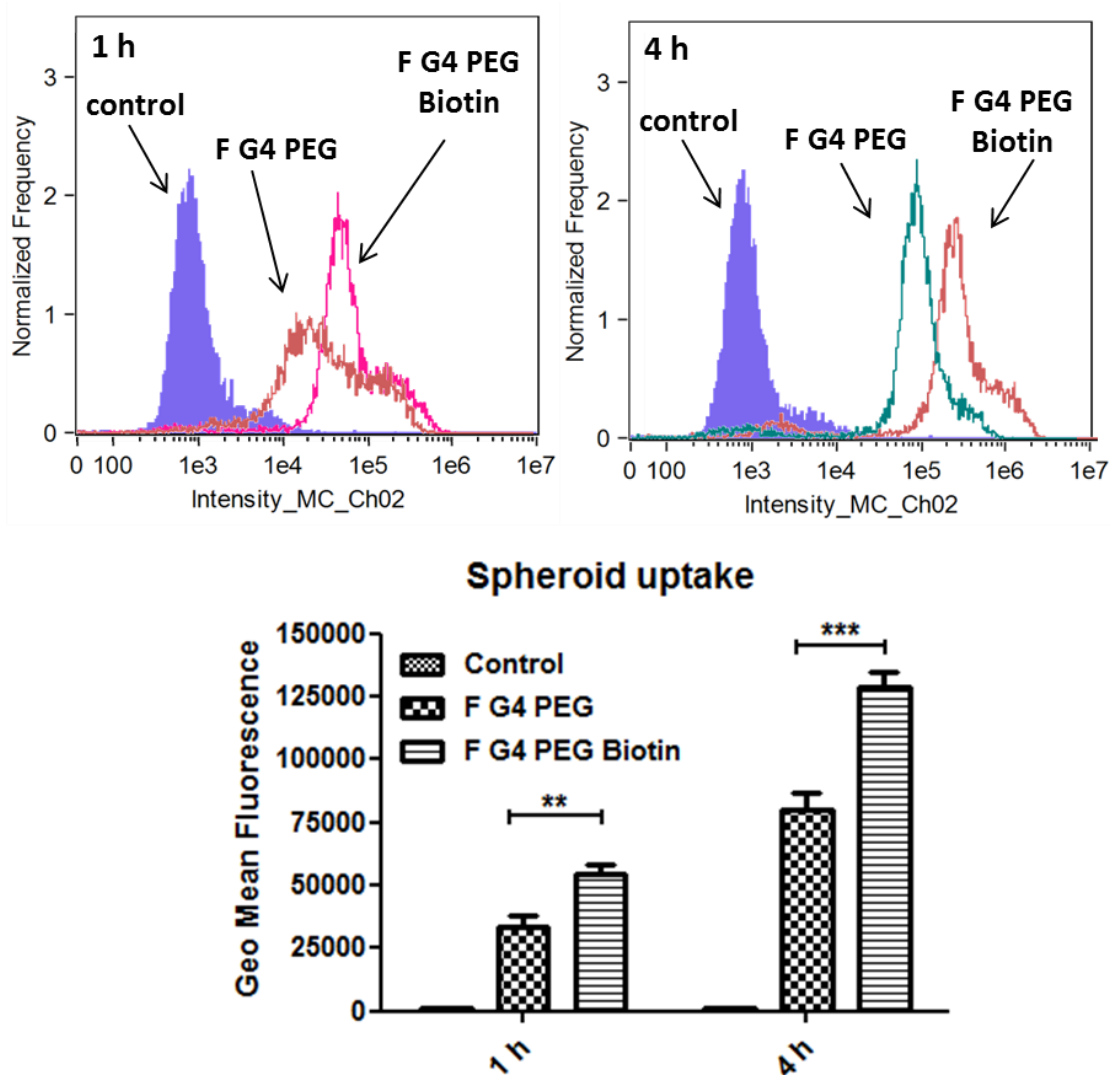 1 h
control
F G4 PEG
F G4 PEG
Biotin
Normalized Frequency
3
2
1
0
0 100 1e3 1e4 1e5 1e6 1e7
Intensity_MC_Ch02
4 h
control
F G4 PEG
F G4 PEG
Biotin
Normalized Frequency
3
2
1
0
0 100 1e3 1e4 1e5 1e6 1e7
Intensity_MC_Ch02
Spheroid uptake
Geo Mean Fluorescence
150000
125000
100000
75000
50000
25000
0
Control
F G4 PEG
F G4 PEG Biotin
**
***
1 h
4 h